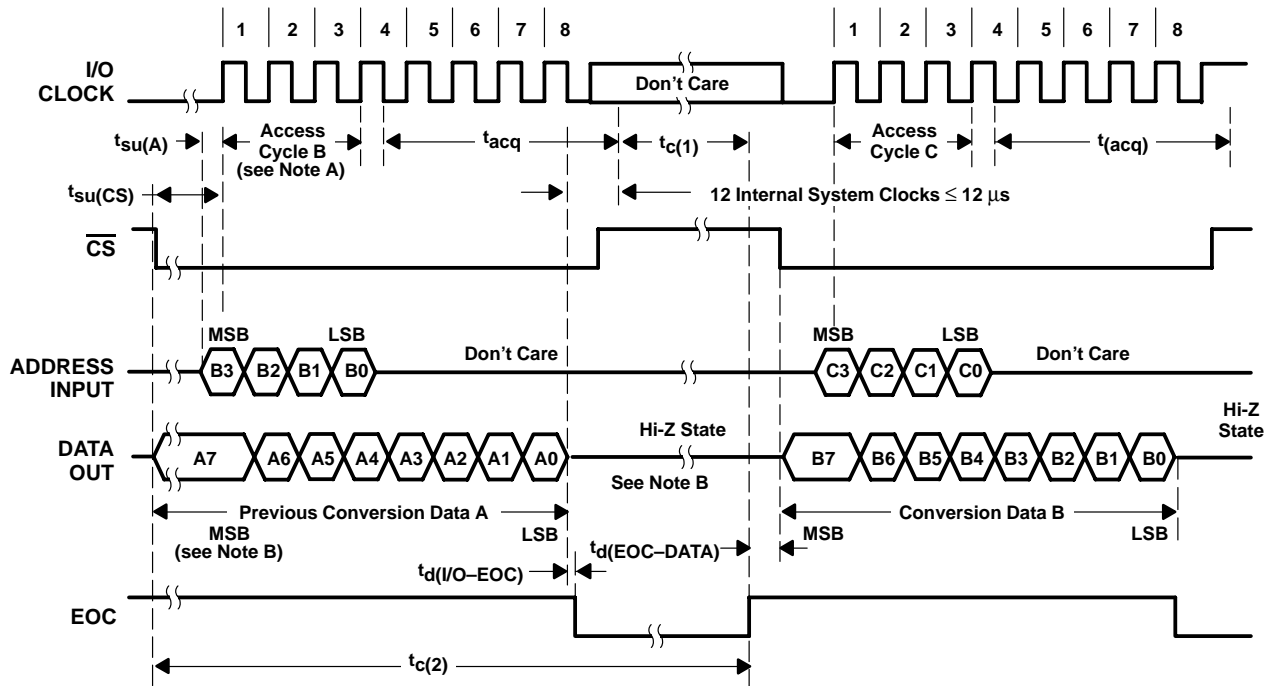 1 2 3 4 5 6 7 8 1 2 3 4 5 6 7 8
I/O
CLOCK
Don't Care
tsu(A)
Access
Cycle B
(see Note A)
tacq
tc(1)
Access
Cycle C
t(acq)
tsu(CS)
12 Internal System Clocks ≤ 12 μs
CS
MSB LSB MSB LSB
ADDRESS
INPUT
B3 B2 B1 B0 Don't Care C3 C2 C1 C0 Don't Care
DATA
OUT
A7 A6 A5 A4 A3 A2 A1 A0
Hi-Z State
See Note B
B7 B6 B5 B4 B3 B2 B1 B0
Hi-Z
State
Previous Conversion Data A
Conversion Data B
MSB
(see Note B)
LSB
td(EOC–DATA)
MSB
LSB
td(I/O–EOC)
EOC
tc(2)